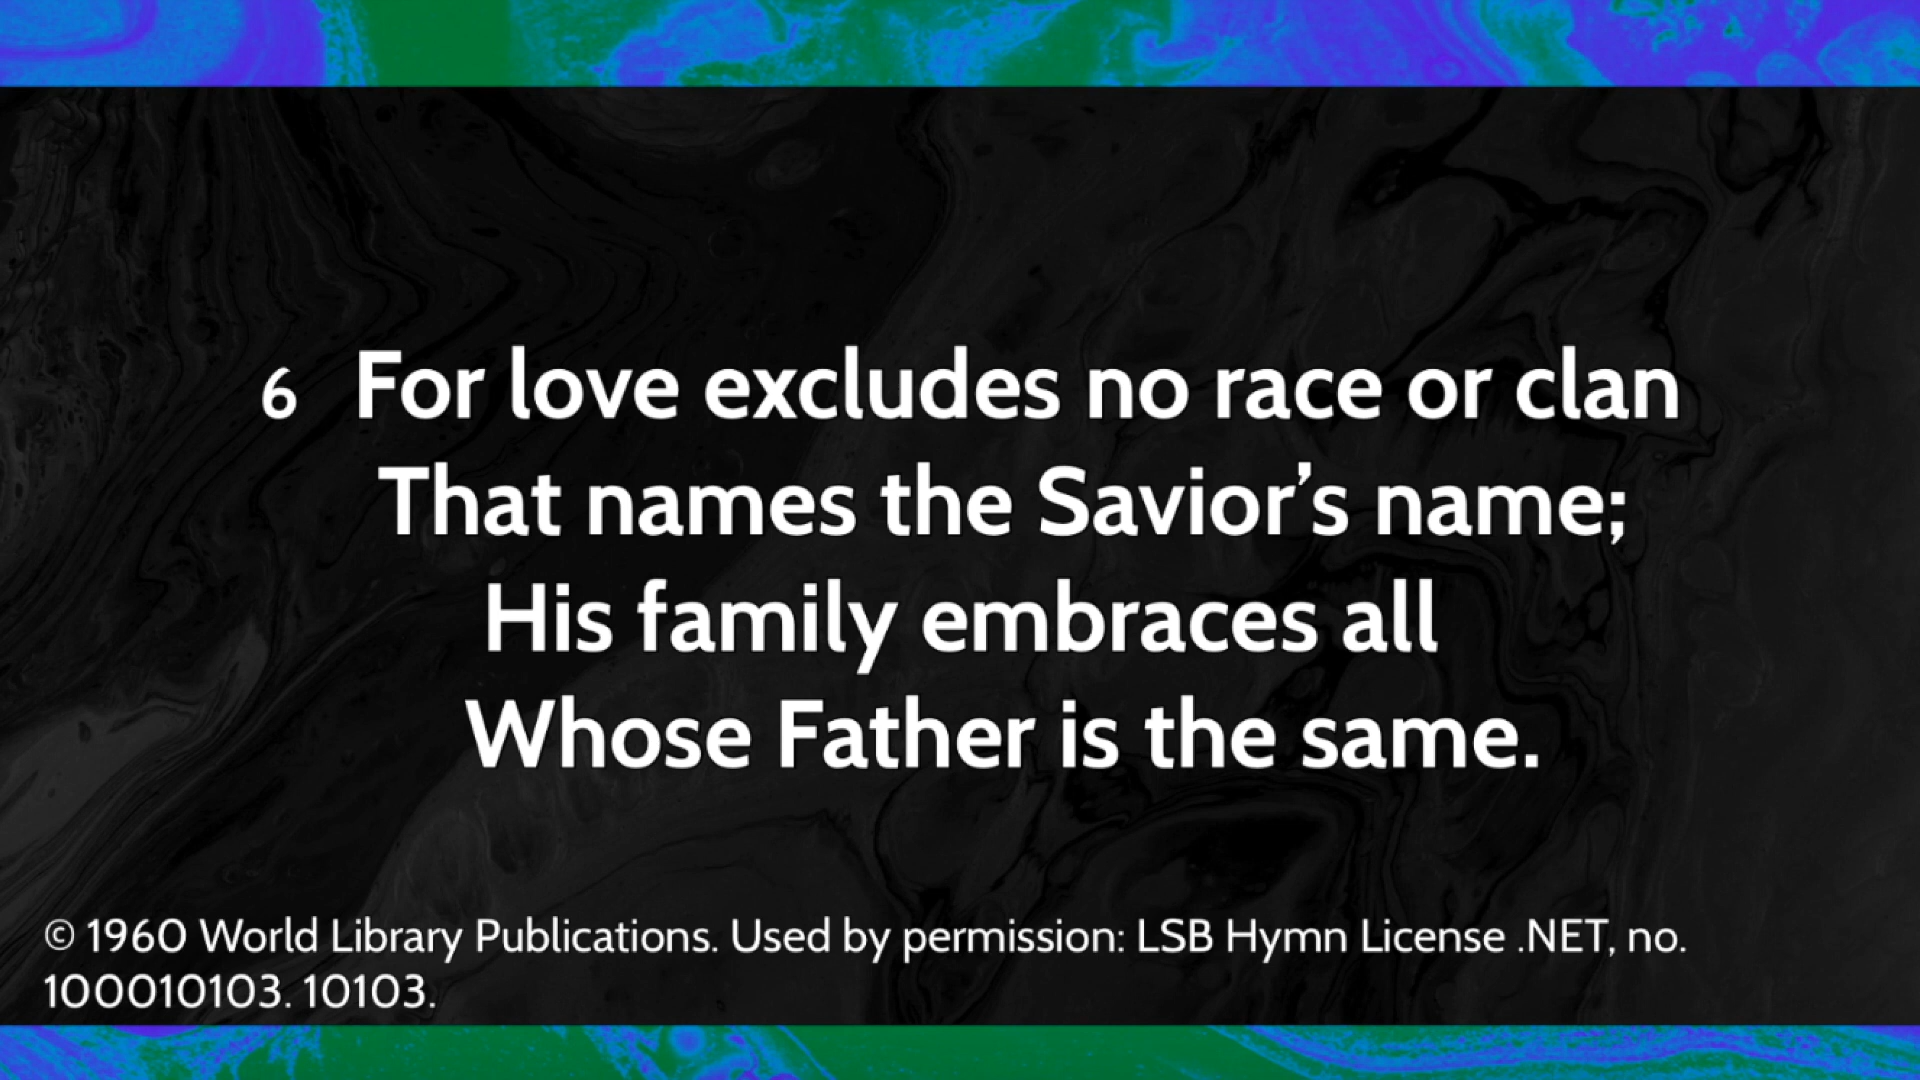 6 For love excludes no race or clan
That names the Savior’s name;
His family embraces all
Whose Father is the same.
© 1960 World Library Publications. Used by permission: LSB Hymn License .NET, no.
100010103. 10103.